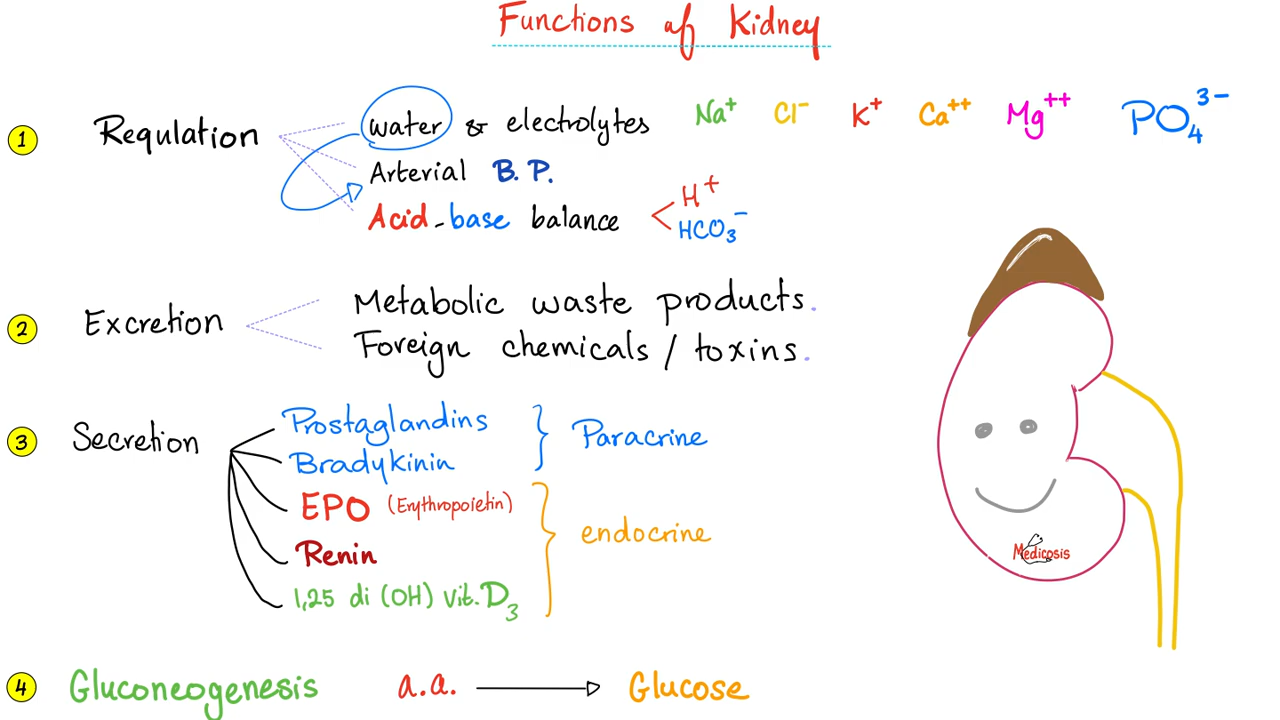 Functions of Kidney
1 Regulation water & electrolytes Na+ Cl- K+ Ca++ Mg++ PO4 3-
Arterial B.P.
Acid-base balance H+
HCO3-
2 Excretion Metabolic waste products.
Foreign chemicals / toxins.
3 Secretion Prostaglandins Paracrine
Bradykinin
EPO (Erythropoietin) endocrine
Renin
1,25 di (OH) vit. D3
Medicosis
4 Gluconeogenesis a.a. Glucose